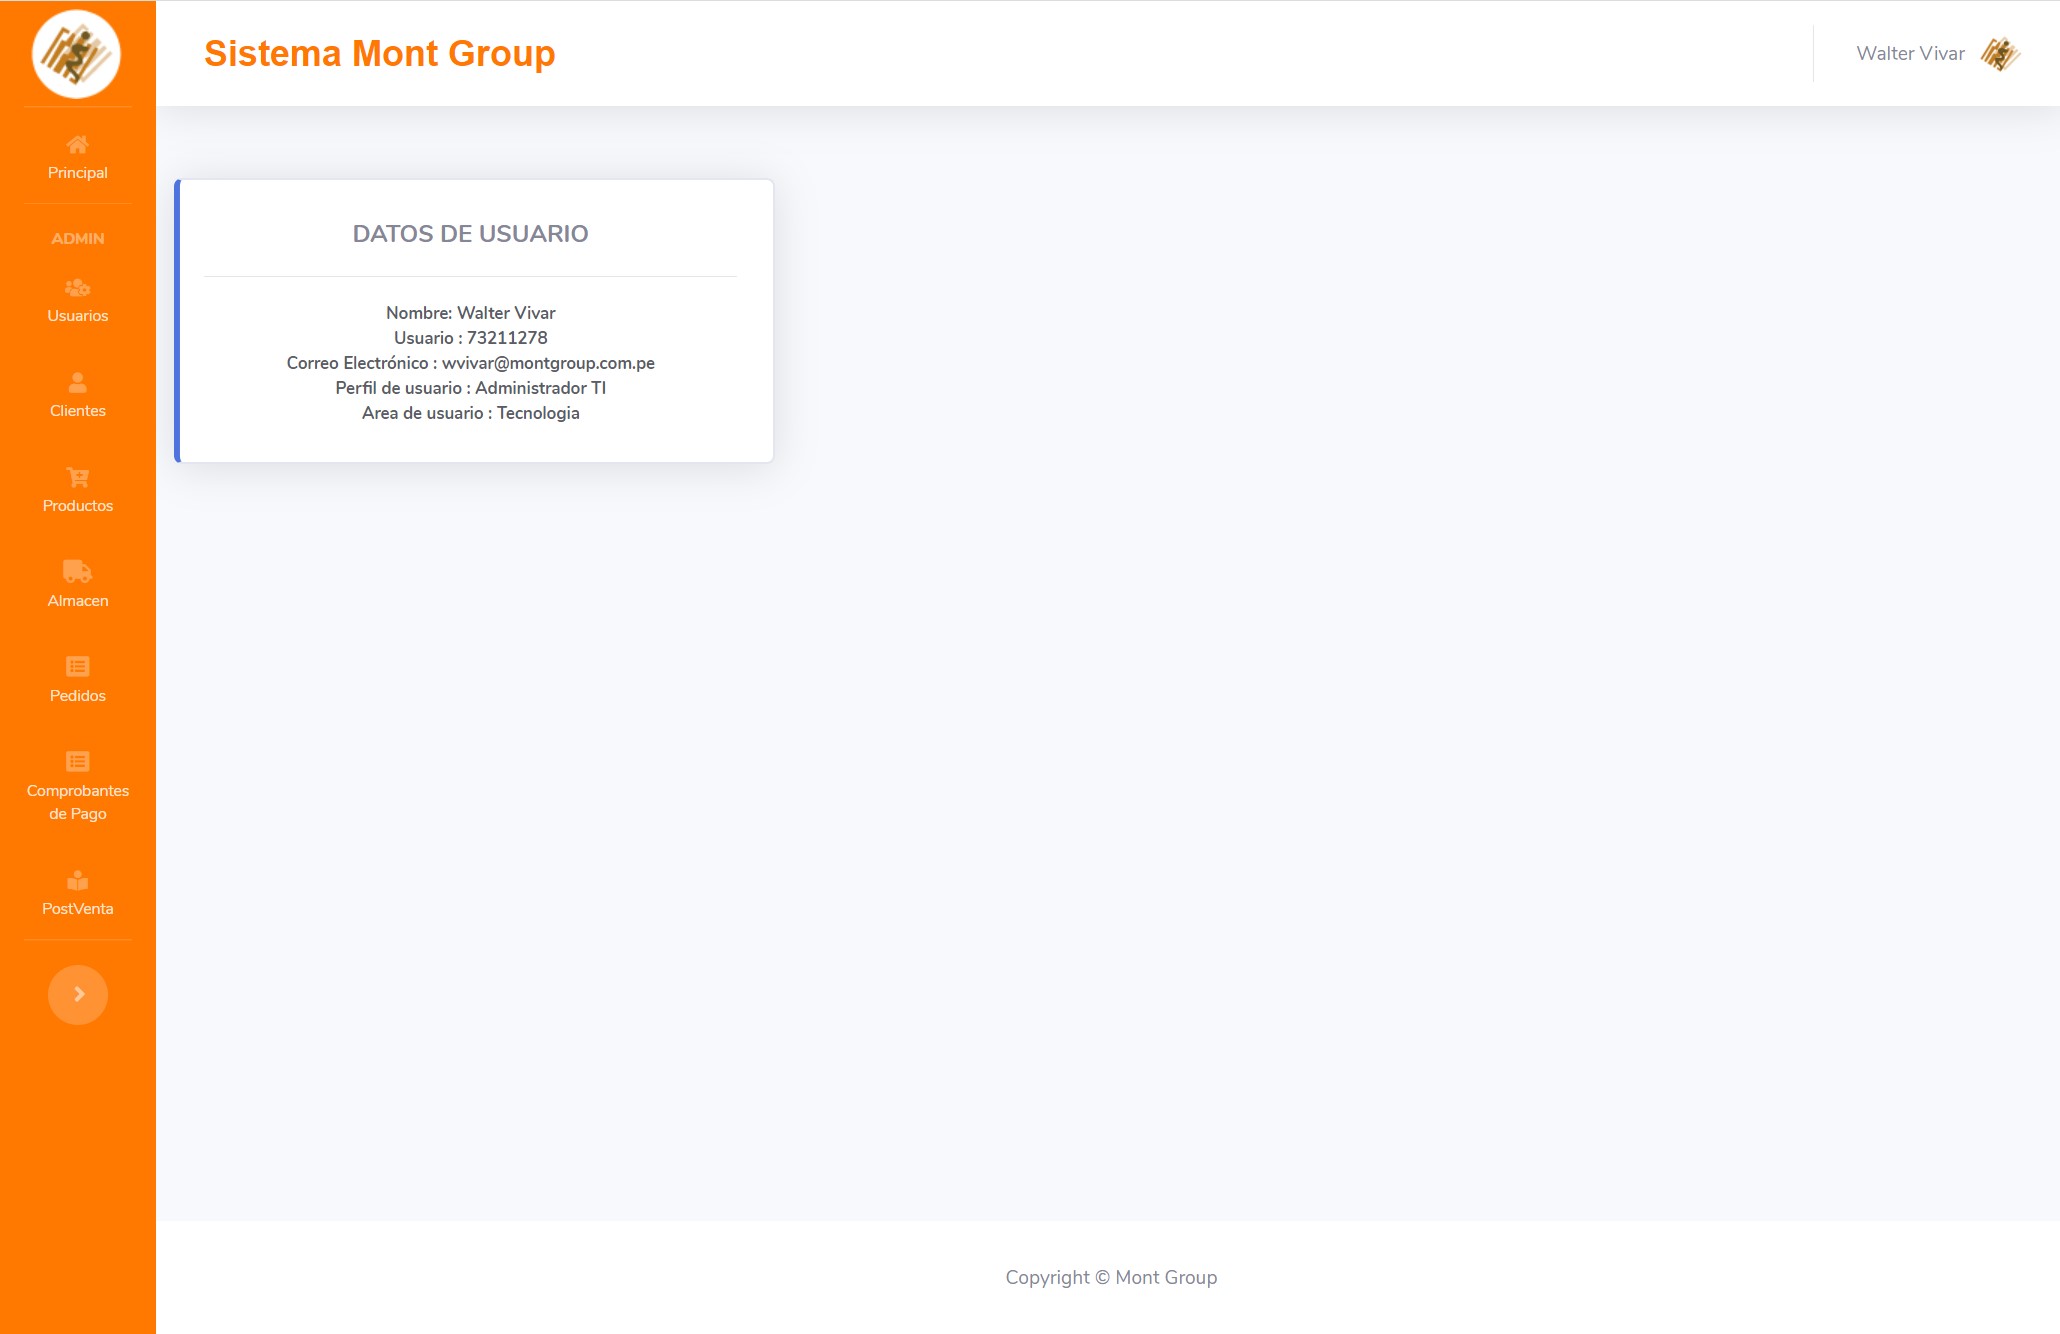 Sistema Mont Group
Walter Vivar
Principal
ADMIN
Usuarios
Clientes
Productos
Almacen
Pedidos
Comprobantes
de Pago
PostVenta
DATOS DE USUARIO
Nombre: Walter Vivar
Usuario : 73211278
Correo Electrónico : wvivar@montgroup.com.pe
Perfil de usuario : Administrador TI
Area de usuario : Tecnologia
Copyright © Mont Group